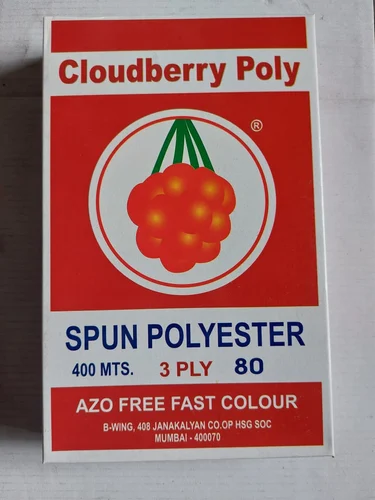 Cloudberry Poly
®
SPUN POLYESTER
400 MTS. 3 PLY 80
AZO FREE FAST COLOUR
B-WING, 408 JANAKALYAN CO.OP HSG SOC
MUMBAI - 400070